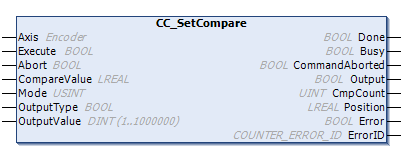 CC_SetCompare
Axis Encoder BOOL Done
Execute BOOL BOOL Busy
Abort BOOL BOOL CommandAborted
CompareValue LREAL BOOL Output
Mode USINT UINT CmpCount
OutputType BOOL LREAL Position
OutputValue DINT (1..1000000) BOOL Error
COUNTER_ERROR_ID ErrorID